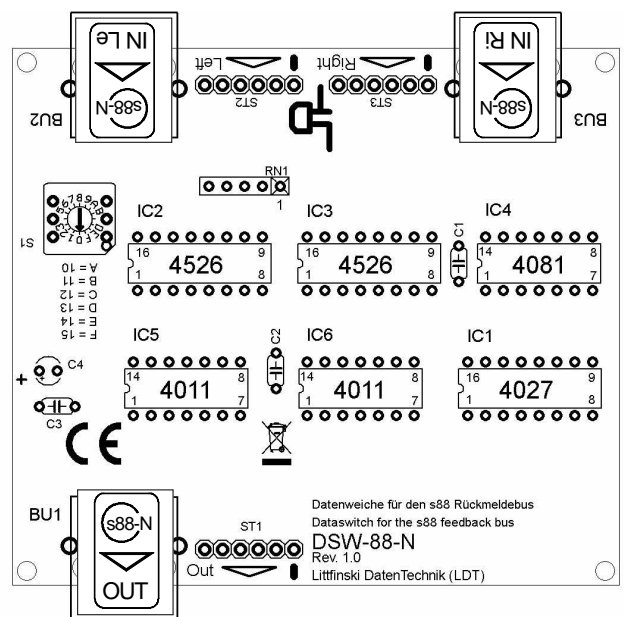 IN Le
s88-N
BU2
Left
ST2
Right
ST3
IN Ri
s88-N
BU3
RN1
1
S1
A = 10
B = 11
C = 12
D = 13
E = 14
F = 15
IC2
16
9
4526
1
8
IC3
16
9
4526
1
8
C1
IC4
14
8
4081
1
7
C4
+
C3
IC5
14
8
4011
1
7
C2
IC6
14
8
4011
1
7
IC1
16
9
4027
1
8
CE
BU1
s88-N
OUT
ST1
Out
Datenweiche für den s88 Rückmeldebus
Dataswitch for the s88 feedback bus
DSW-88-N
Rev. 1.0
Littfinski DatenTechnik (LDT)